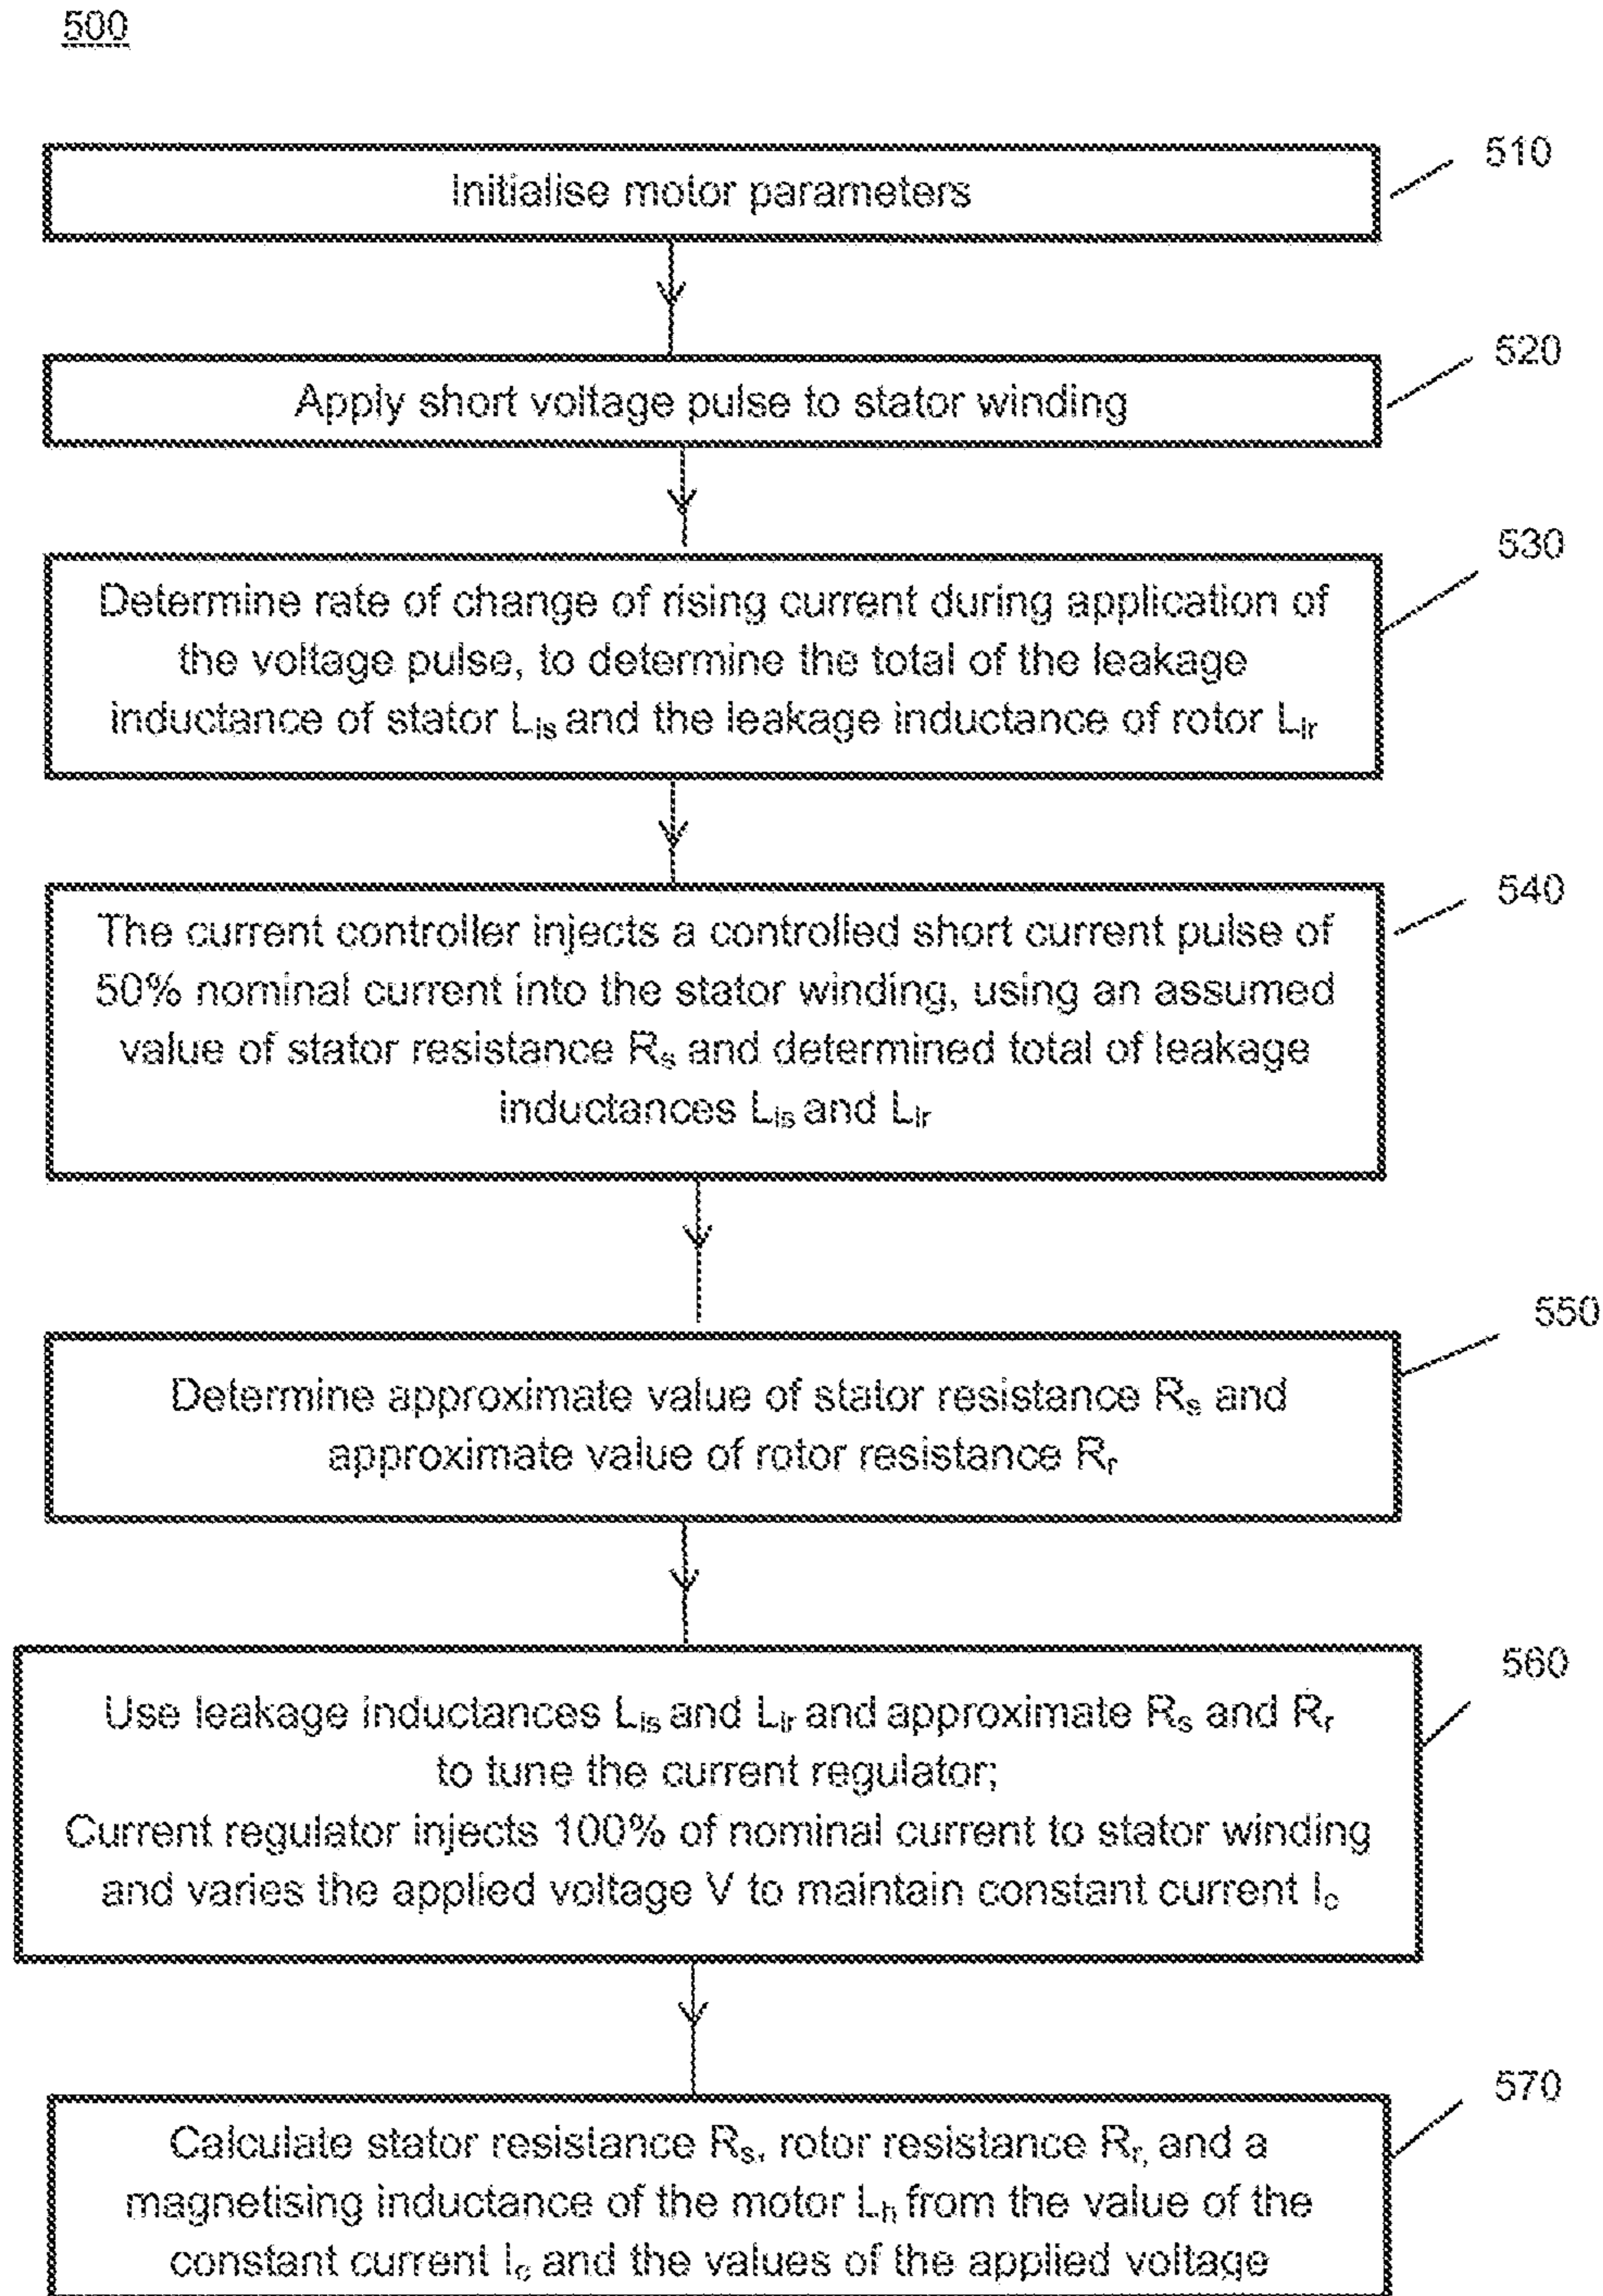 500
510
Initialise motor parameters
520
Apply short voltage pulse to stator winding
530
Determine rate of change of rising current during application of
the voltage pulse, to determine the total of the leakage
inductance of stator Lls and the leakage inductance of rotor Llr
540
The current controller injects a controlled short current pulse of
50% nominal current into the stator winding, using an assumed
value of stator resistance Rs and determined total of leakage
inductances Lls and Llr
550
Determine approximate value of stator resistance Rs and
approximate value of rotor resistance Rr
560
Use leakage inductances Lls and Llr and approximate Rs and Rr
to tune the current regulator;
Current regulator injects 100% of nominal current to stator winding
and varies the applied voltage V to maintain constant current Ic
570
Calculate stator resistance Rs, rotor resistance Rr, and a
magnetising inductance of the motor Lh from the value of the
constant current Ic and the values of the applied voltage